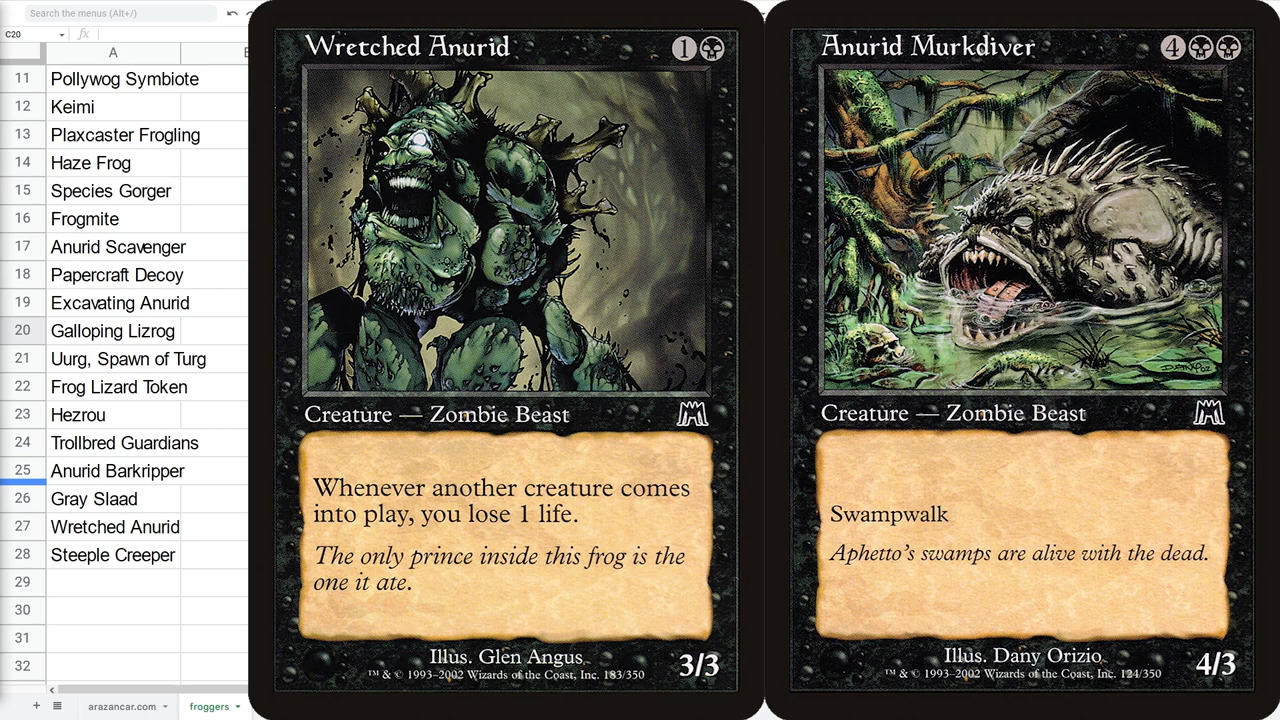 Search the menus (Alt+/)
C20
fx
A
11 Pollywog Symbiote
12 Keimi
13 Plaxcaster Frogling
14 Haze Frog
15 Species Gorger
16 Frogmite
17 Anurid Scavenger
18 Papercraft Decoy
19 Excavating Anurid
20 Galloping Lizrog
21 Uurg, Spawn of Turg
22 Frog Lizard Token
23 Hezrou
24 Trollbred Guardians
25 Anurid Barkripper
26 Gray Slaad
27 Wretched Anurid
28 Steeple Creeper
29
30
31
32
arazancar.com
froggers
Wretched Anurid 1
Creature — Zombie Beast
Whenever another creature comes
into play, you lose 1 life.
The only prince inside this frog is the
one it ate.
Illus. Glen Angus
3/3
™ & © 1993–2002 Wizards of the Coast, Inc. 183/350
Anurid Murkdiver 4
Creature — Zombie Beast
Swampwalk
Aphetto's swamps are alive with the dead.
Illus. Dany Orizio
4/3
™ & © 1993–2002 Wizards of the Coast, Inc. 124/350